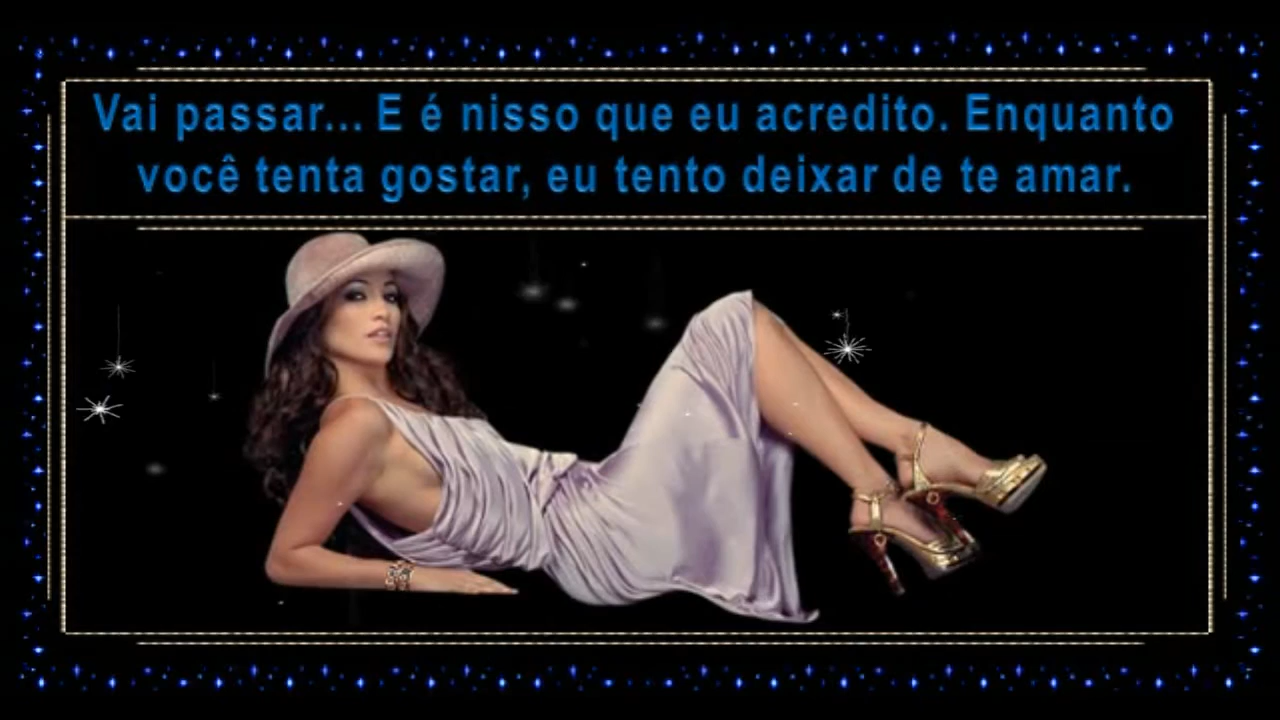 Vai passar... E é nisso que eu acredito. Enquanto
você tenta gostar, eu tento deixar de te amar.